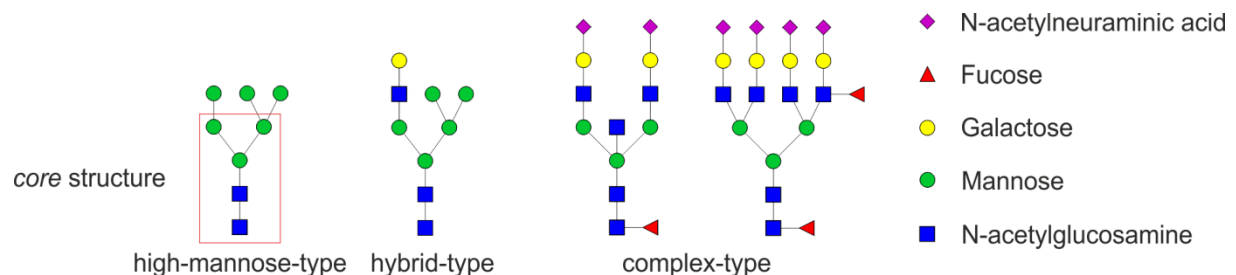 N-acetylneuraminic acid
Fucose
Galactose
core structure
Mannose
N-acetylglucosamine
high-mannose-type
hybrid-type
complex-type